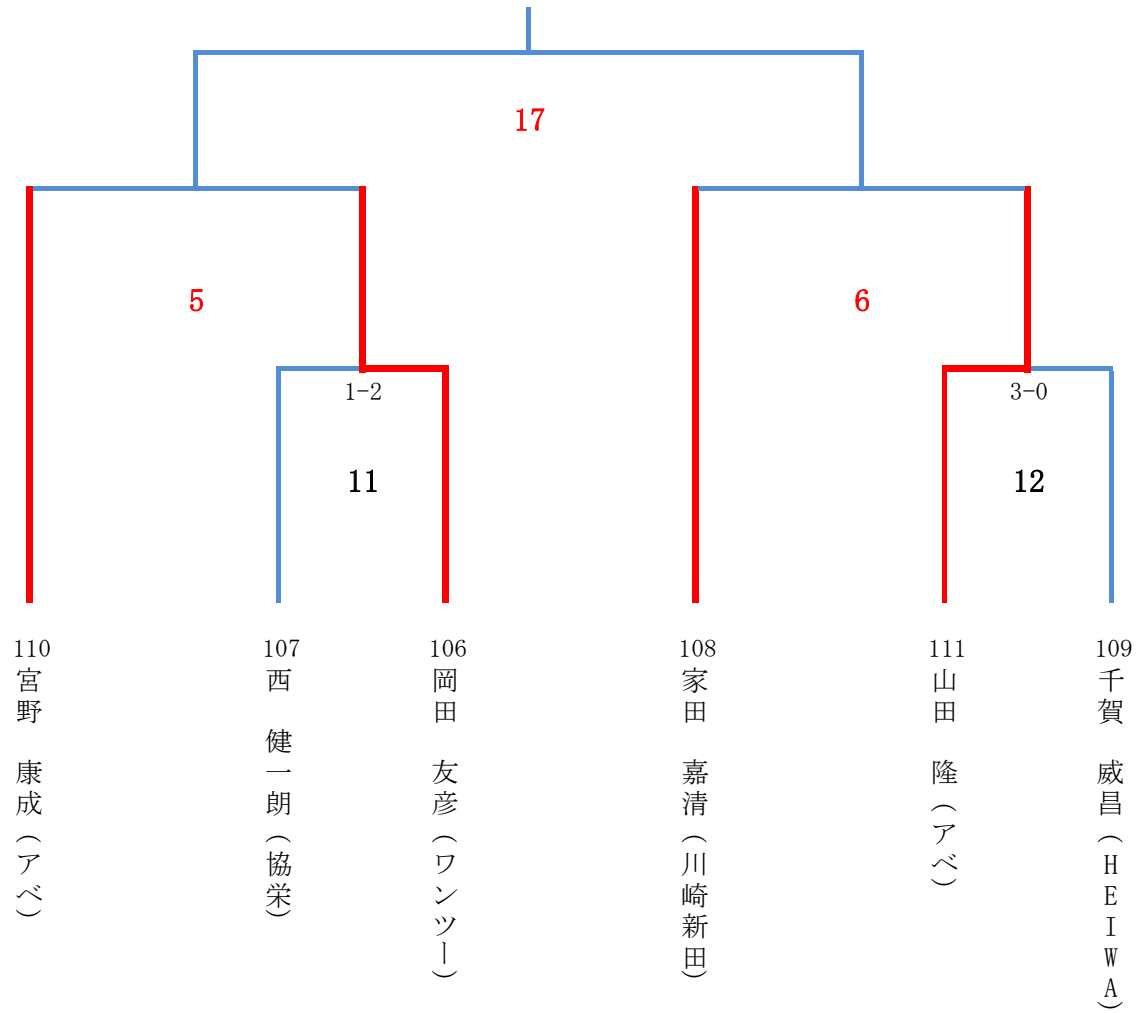 17
5
6
1-2
3-0
11
12
110
宮野 康成(アベ)
107
西 健一朗(協栄)
106
岡田 友彦(ワンツー)
108
家田 嘉清(川崎新田)
111
山田 隆(アベ)
109
千賀 威昌(HEIWA)